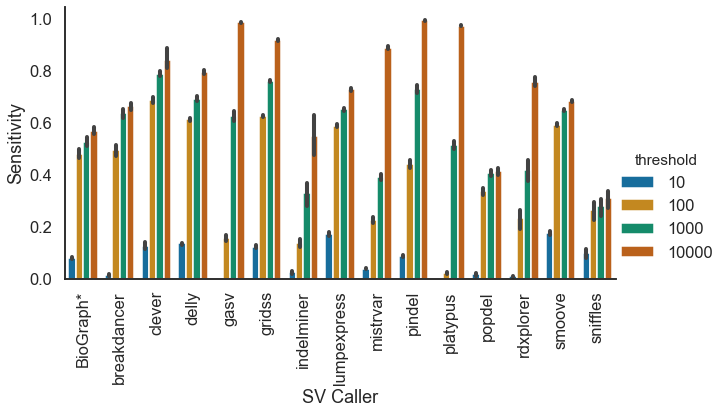 1.0
0.8
0.6
0.4
0.2
0.0
Sensitivity
BioGraph*
breakdancer
clever
delly
gasv
gridss
indelminer
lumpexpress
mistrvar
pindel
platypus
popdel
rdxplorer
smoove
sniffles
SV Caller
threshold
10
100
1000
10000